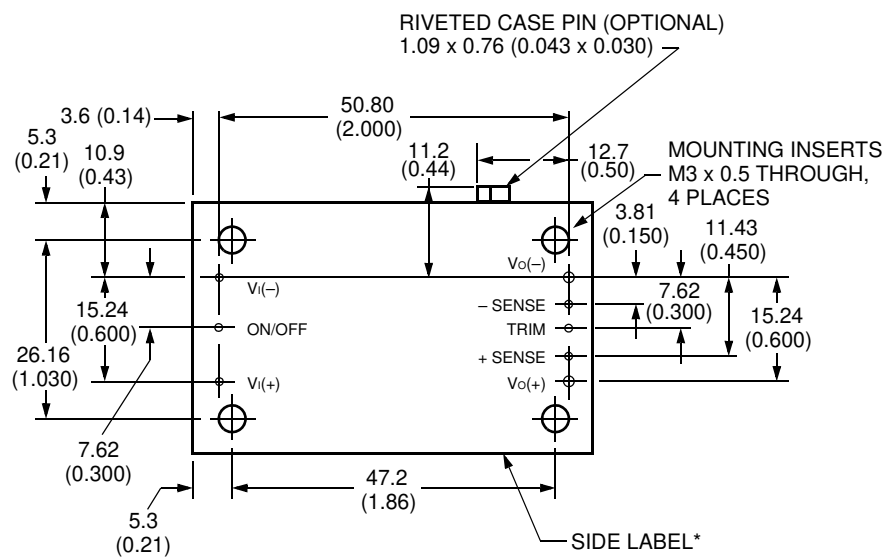 RIVETED CASE PIN (OPTIONAL)
1.09 x 0.76 (0.043 x 0.030)
3.6 (0.14)
50.80
(2.000)
5.3
(0.21)
10.9
(0.43)
11.2
(0.44)
12.7
(0.50)
MOUNTING INSERTS
M3 x 0.5 THROUGH,
4 PLACES
3.81
(0.150)
11.43
(0.450)
VO(–)
VI(–)
– SENSE
7.62
(0.300)
15.24
(0.600)
ON/OFF
TRIM
15.24
(0.600)
26.16
(1.030)
+ SENSE
VI(+)
VO(+)
7.62
(0.300)
47.2
(1.86)
5.3
(0.21)
SIDE LABEL*